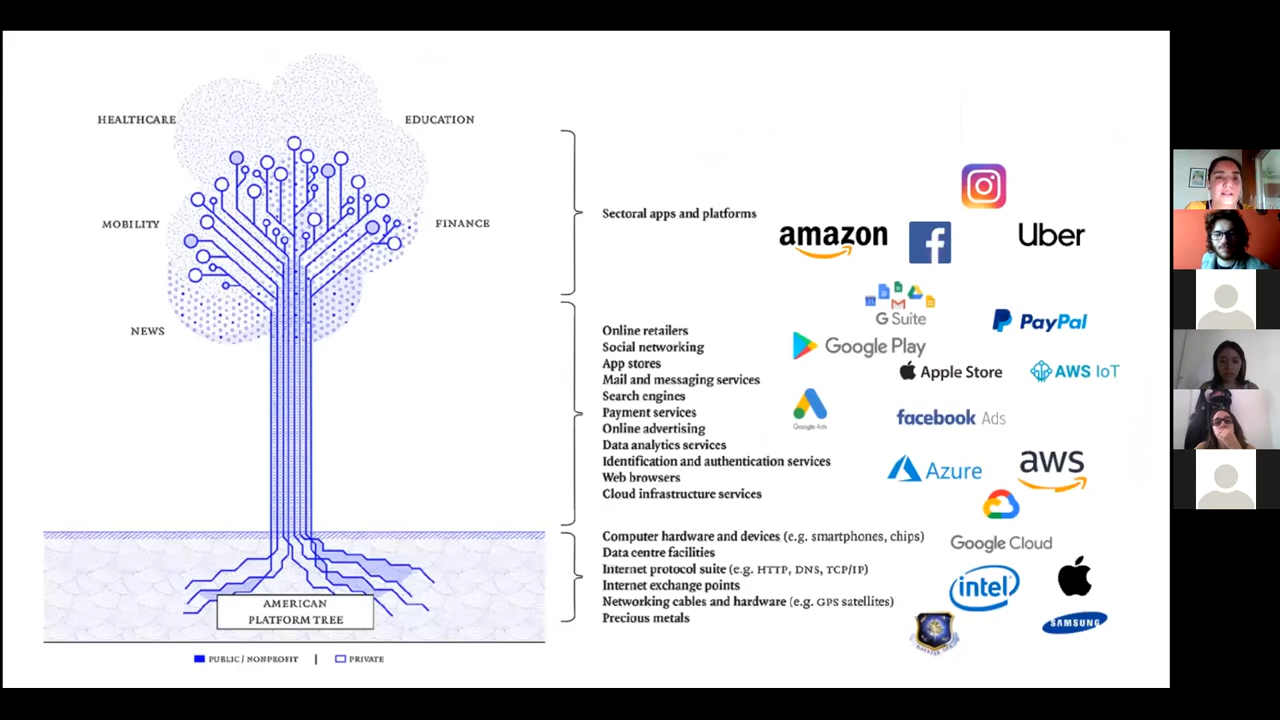 HEALTHCARE
EDUCATION
MOBILITY
FINANCE
NEWS
AMERICAN
PLATFORM TREE
PUBLIC / NONPROFIT | PRIVATE
Sectoral apps and platforms
Online retailers
Social networking
App stores
Mail and messaging services
Search engines
Payment services
Online advertising
Data analytics services
Identification and authentication services
Web browsers
Cloud infrastructure services
Computer hardware and devices (e.g. smartphones, chips)
Data centre facilities
Internet protocol suite (e.g. HTTP, DNS, TCP/IP)
Internet exchange points
Networking cables and hardware (e.g. GPS satellites)
Precious metals
amazon
Uber
G Suite
PayPal
Google Play
Apple Store
AWS IoT
Google Ads
facebook Ads
Azure
aws
Google Cloud
intel
SAMSUNG